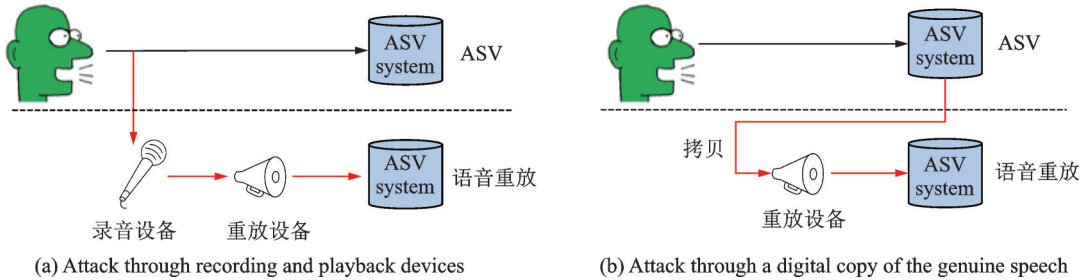 ASV
system
ASV
录音设备
重放设备
ASV
system
语音重放
(a) Attack through recording and playback devices
ASV
system
ASV
拷贝
重放设备
ASV
system
语音重放
(b) Attack through a digital copy of the genuine speech